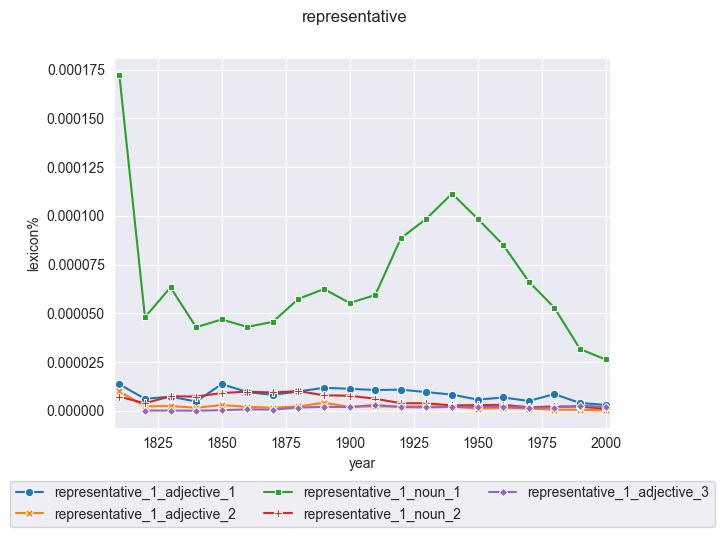 representative
0.000175
0.000150
0.000125
0.000100
0.000075
0.000050
0.000025
0.000000
lexicon%
1825 1850 1875 1900 1925 1950 1975 2000
year
representative_1_adjective_1 representative_1_noun_1 representative_1_adjective_3
representative_1_adjective_2 representative_1_noun_2